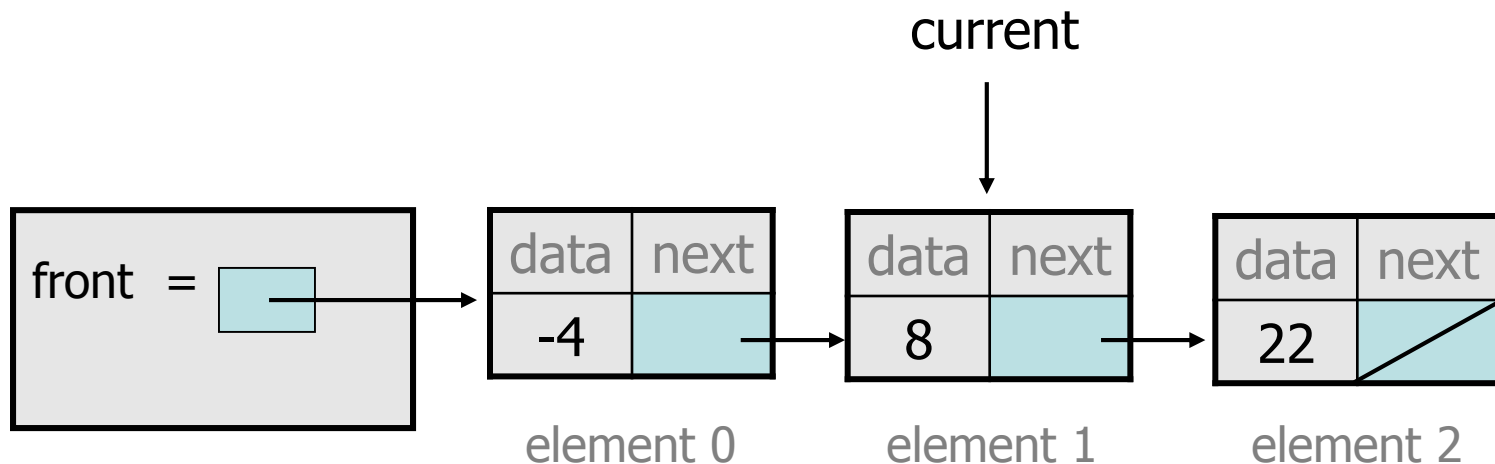 current
front =
data next
-4
element 0
data next
8
element 1
data next
22
element 2